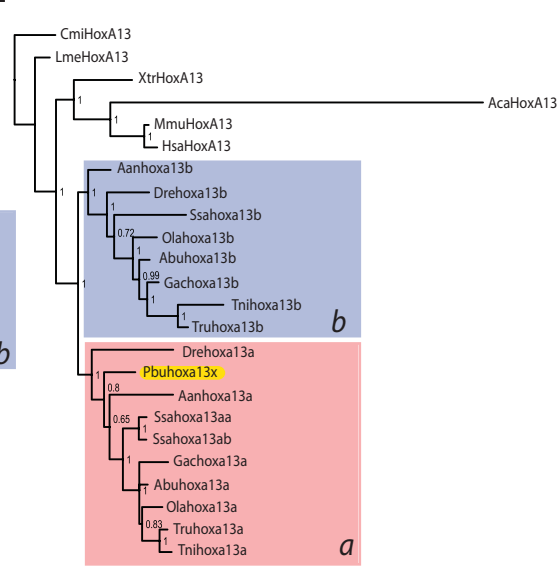 CmiHoxA13
LmeHoxA13
XtrHoxA13
AcaHoxA13
1
1
MmuHoxA13
1
HsaHoxA13
Aanhoxa13b
1
1
Drehoxa13b
1
Ssahoxa13b
0.72
Olahoxa13b
1
Abuhoxa13b
0.99
Gachoxa13b
1
Tnihoxa13b
1
Truhoxa13b
b
b
1
Drehoxa13a
1
Pbuhoxa13x
0.8
Aanhoxa13a
0.65
Ssahoxa13aa
1
Ssahoxa13ab
1
Gachoxa13a
1
Abuhoxa13a
Olahoxa13a
0.83
Truhoxa13a
1
Tnihoxa13a
a